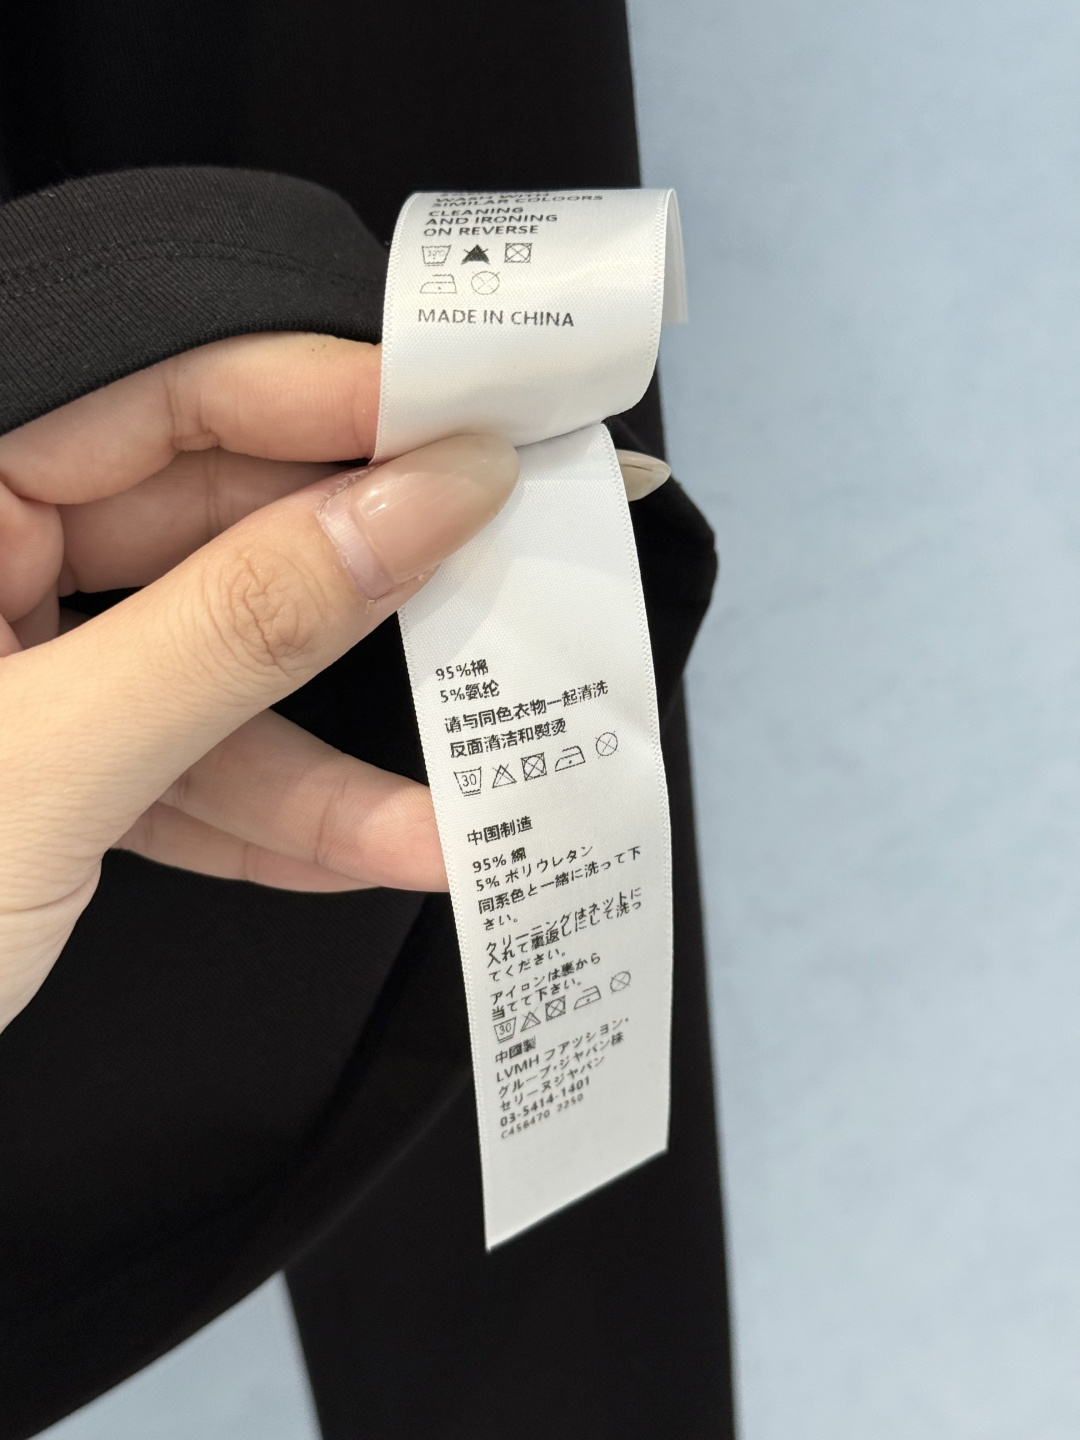 WASH WITH
SIMILAR COLOORS
CLEANING
AND IRONING
ON REVERSE
MADE IN CHINA
95%棉
5%氨纶
请与同色衣物一起清洗
反面清洁和熨烫
30
中国制造
95% 綿
5% ポリウレタン
同系色と一緒に洗って下
さい。
クリーニングはネットに
入れて裏返しにして洗っ
てください。
アイロンは裏から
当てて下さい。
30
中國製
LVMH ファッション・
グループ・ジャパン株
セリーヌジャパン
03-5414-1401
C456470 2250